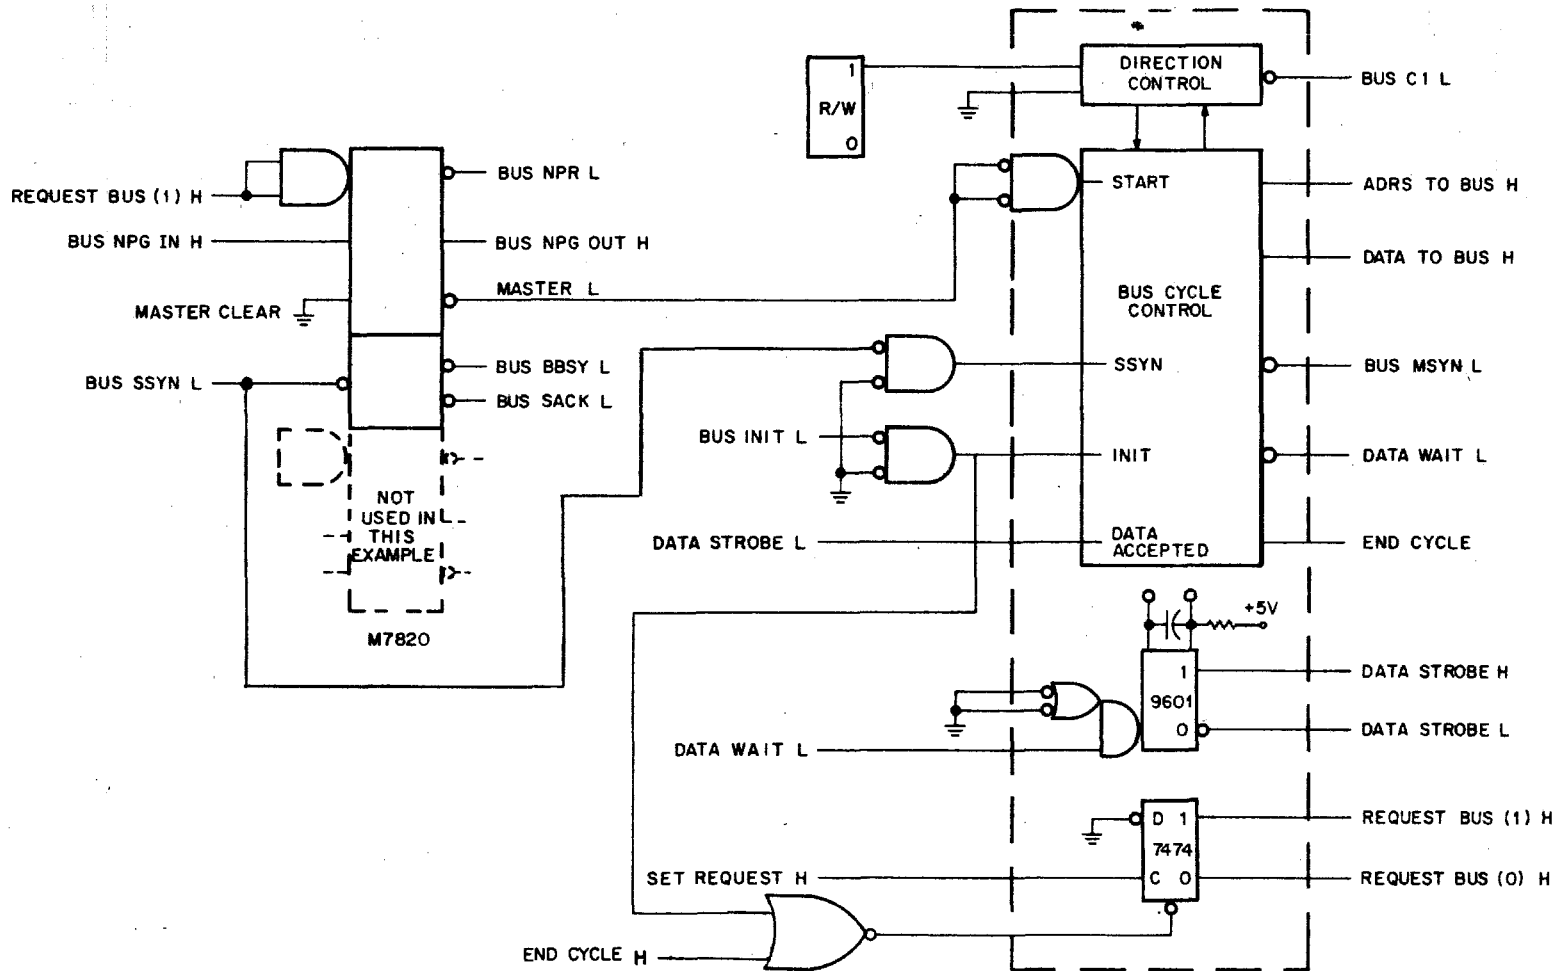 DIRECTION
CONTROL
1
R/W
0
BUS C1 L
REQUEST BUS (1) H
BUS NPR L
START
ADRS TO BUS H
BUS NPG IN H
BUS NPG OUT H
DATA TO BUS H
MASTER CLEAR
MASTER L
BUS CYCLE
CONTROL
BUS SSYN L
BUS BBSY L
BUS SACK L
SSYN
BUS MSYN L
BUS INIT L
INIT
DATA WAIT L
NOT
USED IN
THIS
EXAMPLE
M7820
DATA STROBE L
DATA
ACCEPTED
END CYCLE
+5V
1
9601
0
DATA STROBE H
DATA STROBE L
DATA WAIT L
D 1
7474
C 0
REQUEST BUS (1) H
SET REQUEST H
REQUEST BUS (0) H
END CYCLE H